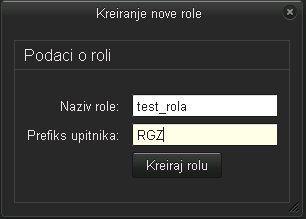 Kreiranje nove role
Podaci o roli
Naziv role: test_rola
Prefiks upitnika: RGZ
Kreiraj rolu